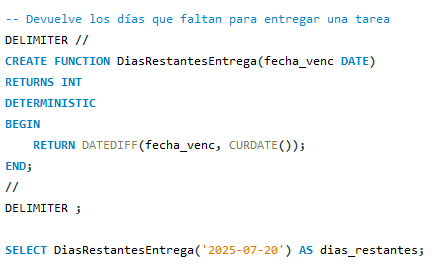 -- Devuelve los días que faltan para entregar una tarea
DELIMITER //
CREATE FUNCTION DiasRestantesEntrega(fecha_venc DATE)
RETURNS INT
DETERMINISTIC
BEGIN
    RETURN DATEDIFF(fecha_venc, CURDATE());
END;
//
DELIMITER ;

SELECT DiasRestantesEntrega('2025-07-20') AS dias_restantes;